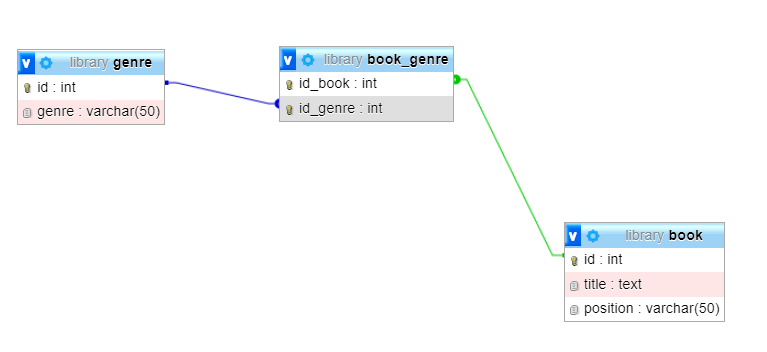 v library genre
id : int
genre : varchar(50)
v library book_genre
id_book : int
id_genre : int
v library book
id : int
title : text
position : varchar(50)